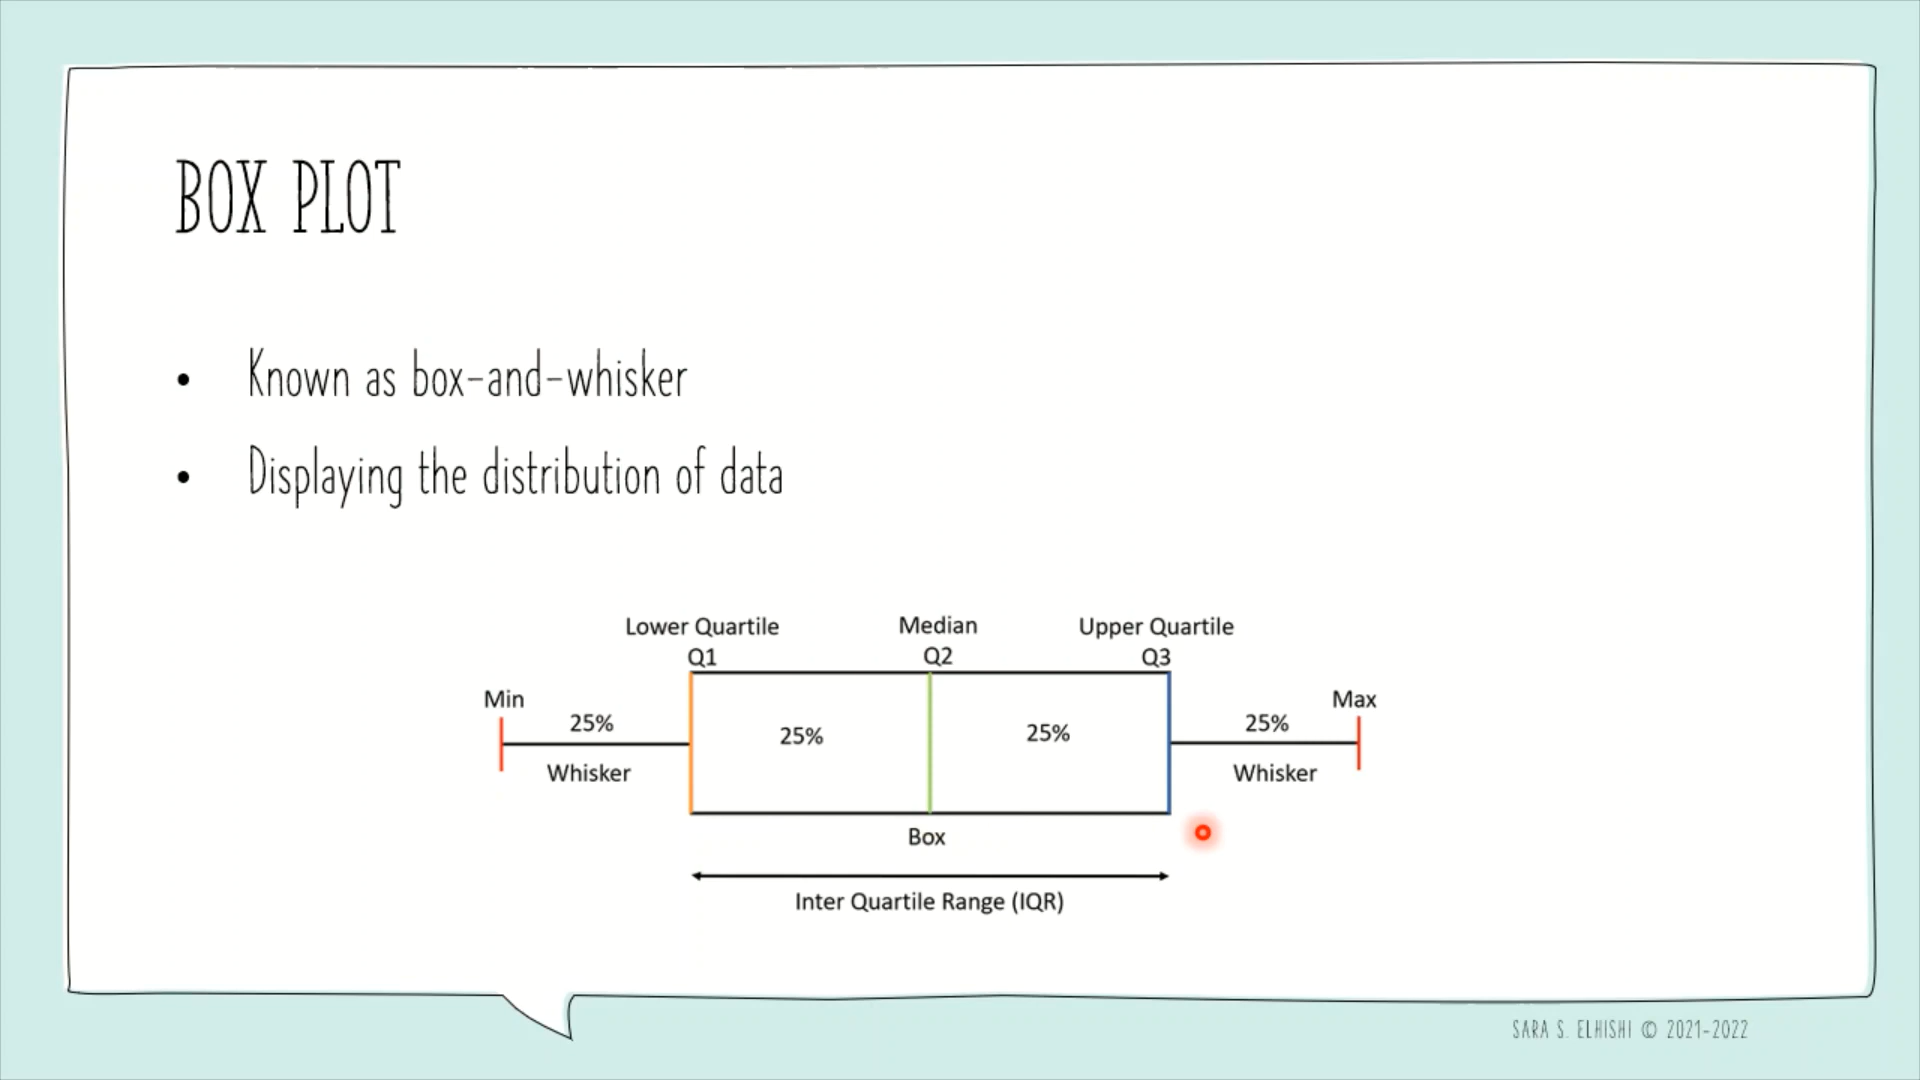 BOX PLOT
• Known as box-and-whisker
• Displaying the distribution of data
Lower Quartile Median Upper Quartile
Q1 Q2 Q3
Min Max
25% 25%
25% 25%
Whisker Whisker
Box
Inter Quartile Range (IQR)
SARA S. ELHISHI © 2021-2022